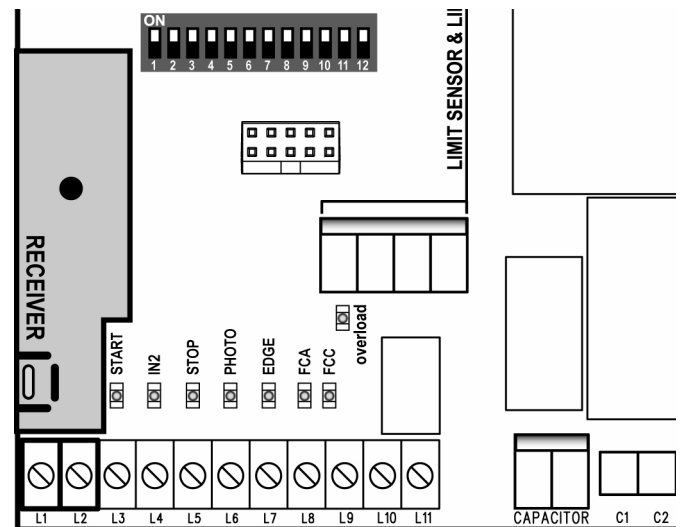 ON
1 2 3 4 5 6 7 8 9 10 11 12
LIMIT SENSOR & LI
RECEIVER
START
IN2
STOP
PHOTO
EDGE
FCA
FCC
overload
L1 L2 L3 L4 L5 L6 L7 L8 L9 L10 L11
CAPACITOR C1 C2